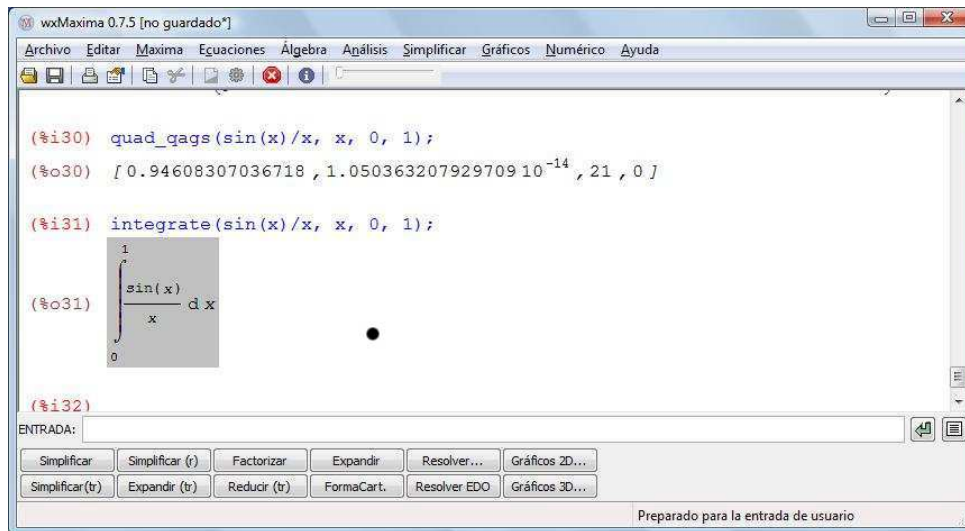 wxMaxima 0.7.5 [no guardado*]
Archivo Editar Maxima Ecuaciones Álgebra Análisis Simplificar Gráficos Numérico Ayuda
(%i30) quad_qags(sin(x)/x, x, 0, 1);
(%o30) [0.94608307036718,1.050363207929709 10^-14,21,0]
(%i31) integrate(sin(x)/x, x, 0, 1);
1
sin(x)
(%o31) ∫ d x
x
0
(%i32)
ENTRADA:
Simplificar Simplificar (r) Factorizar Expandir Resolver... Gráficos 2D...
Simplificar(tr) Expandir (tr) Reducir (tr) FormaCart. Resolver EDO Gráficos 3D...
Preparado para la entrada de usuario